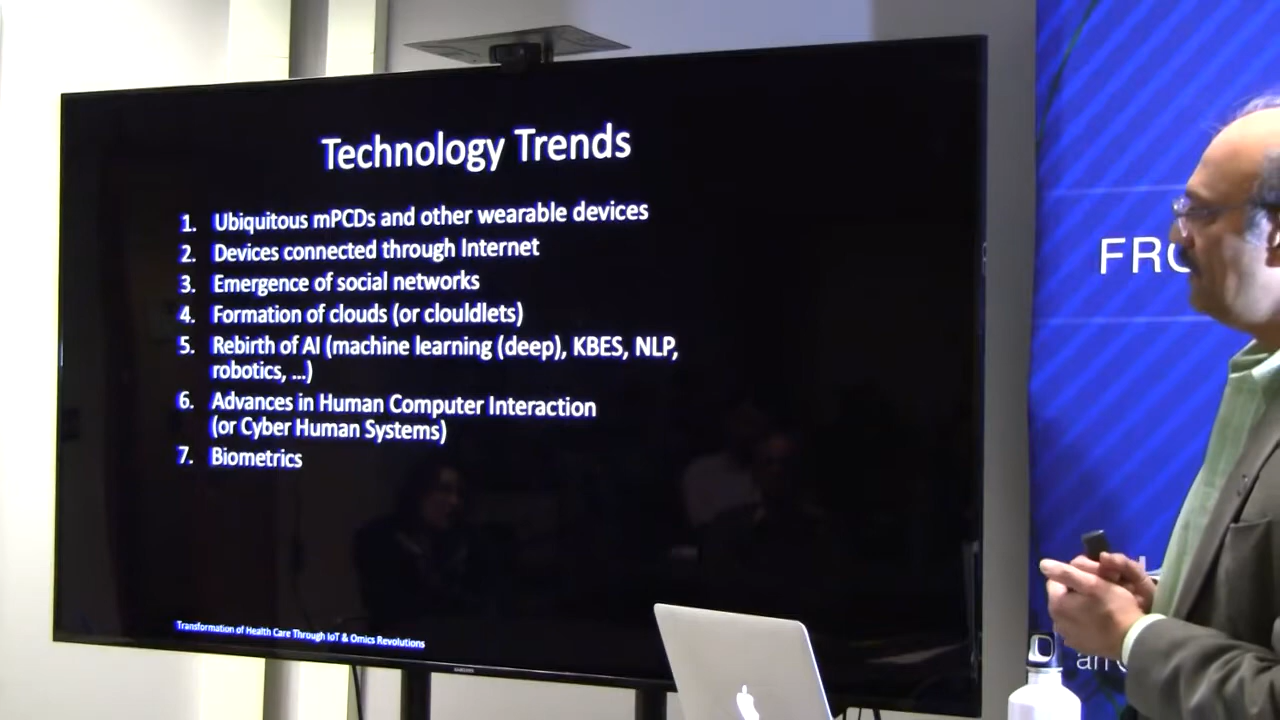 Technology Trends
1. Ubiquitous mPCDs and other wearable devices
2. Devices connected through Internet
3. Emergence of social networks
4. Formation of clouds (or clouldlets)
5. Rebirth of AI (machine learning (deep), KBES, NLP,
robotics, ...)
6. Advances in Human Computer Interaction
(or Cyber Human Systems)
7. Biometrics
Transformation of Health Care Through IoT & Omics Revolutions
SAMSUNG